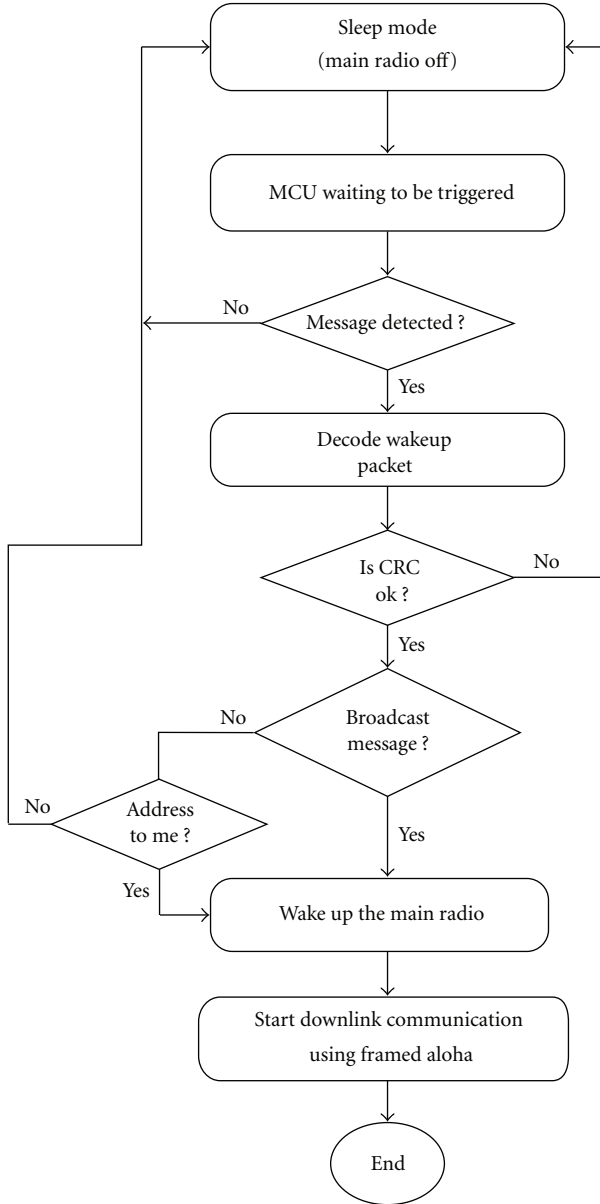 Sleep mode
(main radio off)
MCU waiting to be triggered
No
Message detected ?
Yes
Decode wakeup
packet
Is CRC
ok ?
No
Yes
No
Broadcast
message ?
No
Address
to me ?
Yes
Yes
Wake up the main radio
Start downlink communication
using framed aloha
End